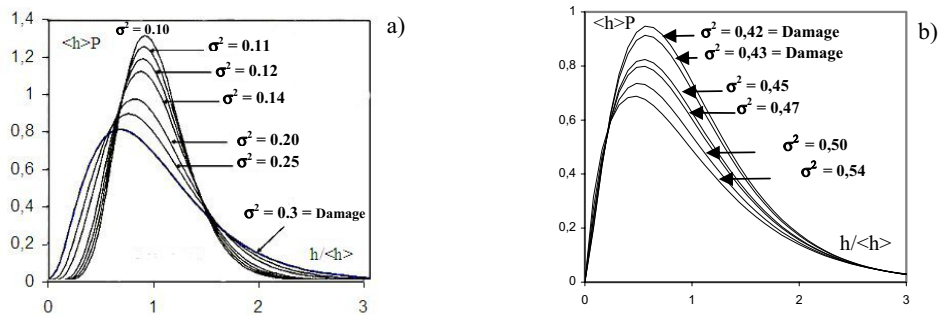 a)
<h>P
1,4
1,2
1
0,8
0,6
0,4
0,2
0
σ² = 0.10
σ² = 0.11
σ² = 0.12
σ² = 0.14
σ² = 0.20
σ² = 0.25
σ² = 0.3 = Damage
h/<h>
0 1 2 3
b)
<h>P
1
0,8
0,6
0,4
0,2
0
σ² = 0,42 = Damage
σ² = 0,43 = Damage
σ² = 0,45
σ² = 0,47
σ² = 0,50
σ² = 0,54
h/<h>
0 1 2 3